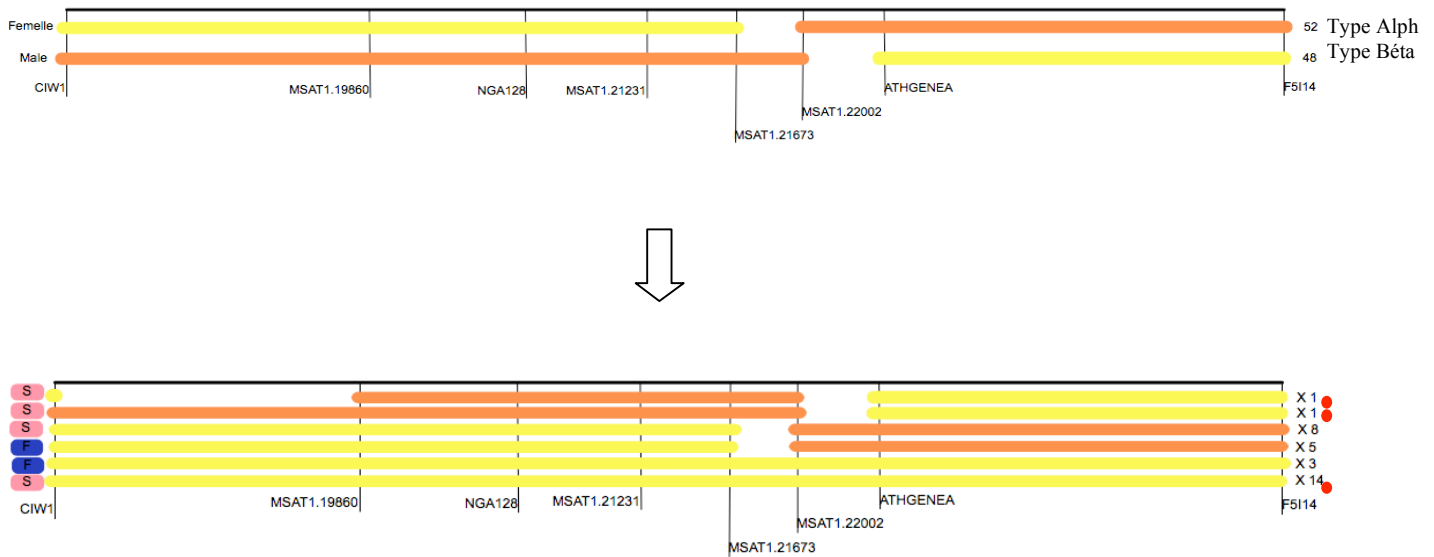 Femelle 52 Type Alph
Male 48 Type Béta
CIW1 MSAT1.19860 NGA128 MSAT1.21231 ATHGENEA F5I14
MSAT1.22002
MSAT1.21673
S X 1
S X 1
S X 8
F X 5
F X 3
S X 14
CIW1 MSAT1.19860 NGA128 MSAT1.21231 ATHGENEA F5I14
MSAT1.22002
MSAT1.21673